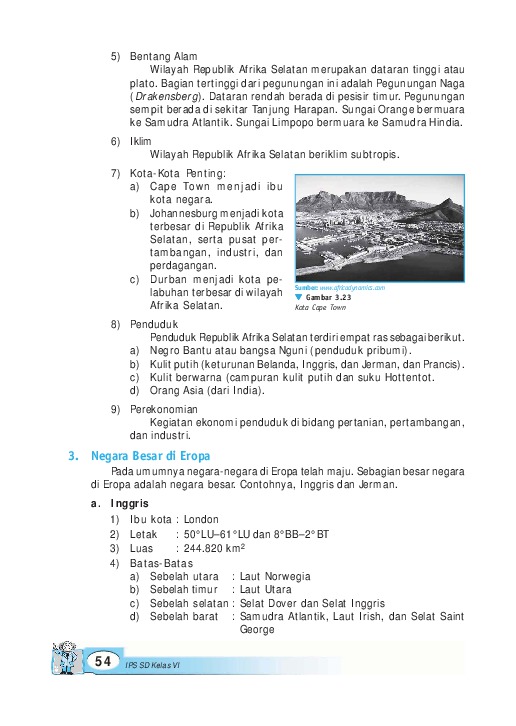 5) Bentang Alam
Wilayah Republik Afrika Selatan merupakan dataran tinggi atau
plato. Bagian tertinggi dari pegunungan ini adalah Pegunungan Naga
(Drakensberg). Dataran rendah berada di pesisir timur. Pegunungan
sempit berada di sekitar Tanjung Harapan. Sungai Orange bermuara
ke Samudra Atlantik. Sungai Limpopo bermuara ke Samudra Hindia.
6) Iklim
Wilayah Republik Afrika Selatan beriklim subtropis.
7) Kota-Kota Penting:
a) Cape Town menjadi ibu
kota negara.
b) Johannesburg menjadi kota
terbesar di Republik Afrika
Selatan, serta pusat per-
tambangan, industri, dan
perdagangan.
c) Durban menjadi kota pe-
labuhan terbesar di wilayah
Afrika Selatan.
Sumber: www.africadynamics.com
Gambar 3.23
Kota Cape Town
8) Penduduk
Penduduk Republik Afrika Selatan terdiri empat ras sebagai berikut.
a) Negro Bantu atau bangsa Nguni (penduduk pribumi).
b) Kulit putih (keturunan Belanda, Inggris, dan Jerman, dan Prancis).
c) Kulit berwarna (campuran kulit putih dan suku Hottentot.
d) Orang Asia (dari India).
9) Perekonomian
Kegiatan ekonomi penduduk di bidang pertanian, pertambangan,
dan industri.
3. Negara Besar di Eropa
Pada umumnya negara-negara di Eropa telah maju. Sebagian besar negara
di Eropa adalah negara besar. Contohnya, Inggris dan Jerman.
a. Inggris
1) Ibu kota : London
2) Letak : 50°LU–61°LU dan 8°BB–2°BT
3) Luas : 244.820 km²
4) Batas-Batas
a) Sebelah utara : Laut Norwegia
b) Sebelah timur : Laut Utara
c) Sebelah selatan : Selat Dover dan Selat Inggris
d) Sebelah barat : Samudra Atlantik, Laut Irish, dan Selat Saint
George
54 IPS SD Kelas VI